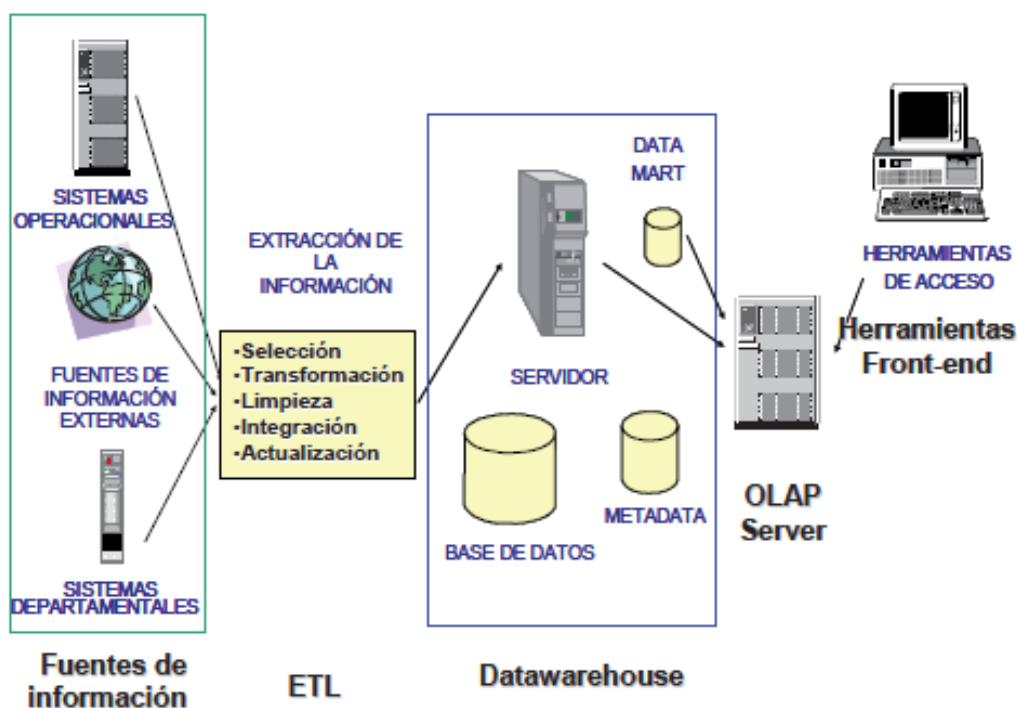 SISTEMAS
OPERACIONALES
FUENTES DE
INFORMACIÓN
EXTERNAS
SISTEMAS
DEPARTAMENTALES
Fuentes de
información
EXTRACCIÓN DE
LA
INFORMACIÓN
•Selección
•Transformación
•Limpieza
•Integración
•Actualización
ETL
DATA
MART
SERVIDOR
BASE DE DATOS
METADATA
Datawarehouse
OLAP
Server
HERRAMIENTAS
DE ACCESO
Herramientas
Front-end